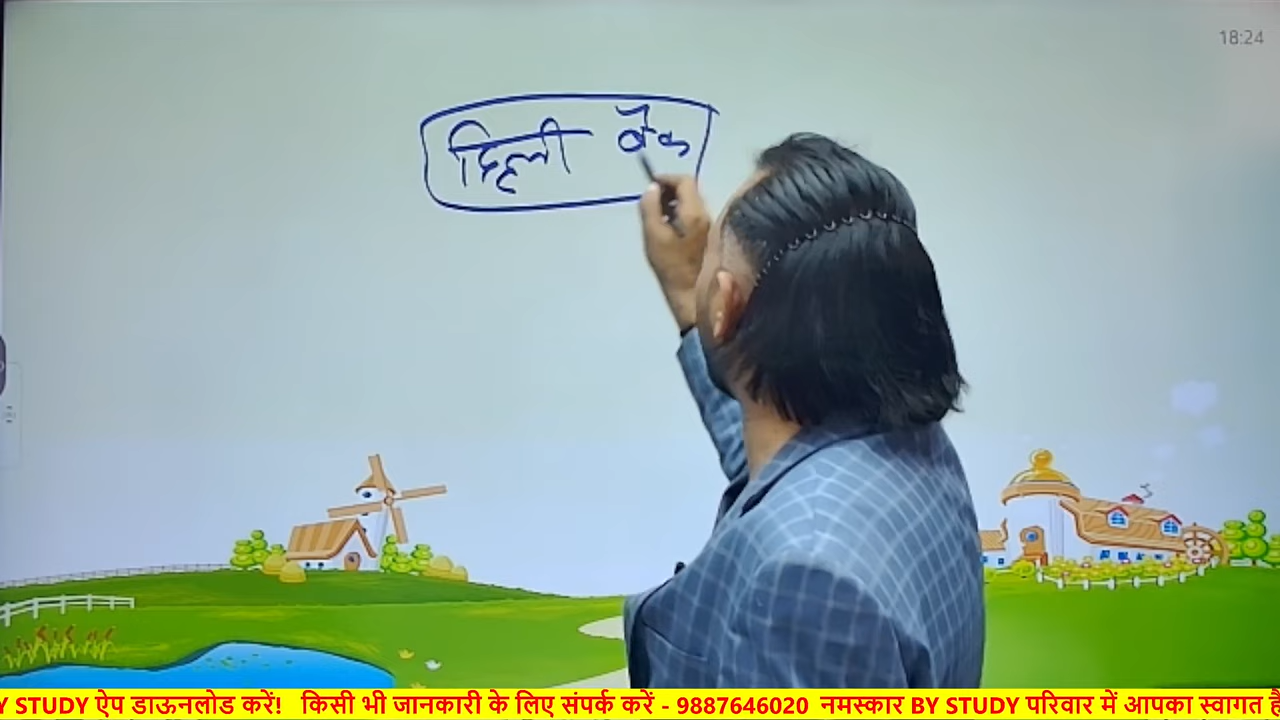 18:24
दिल्ली बैंक
Y STUDY ऐप डाऊनलोड करें! किसी भी जानकारी के लिए संपर्क करें - 9887646020 नमस्कार BY STUDY परिवार में आपका स्वागत है